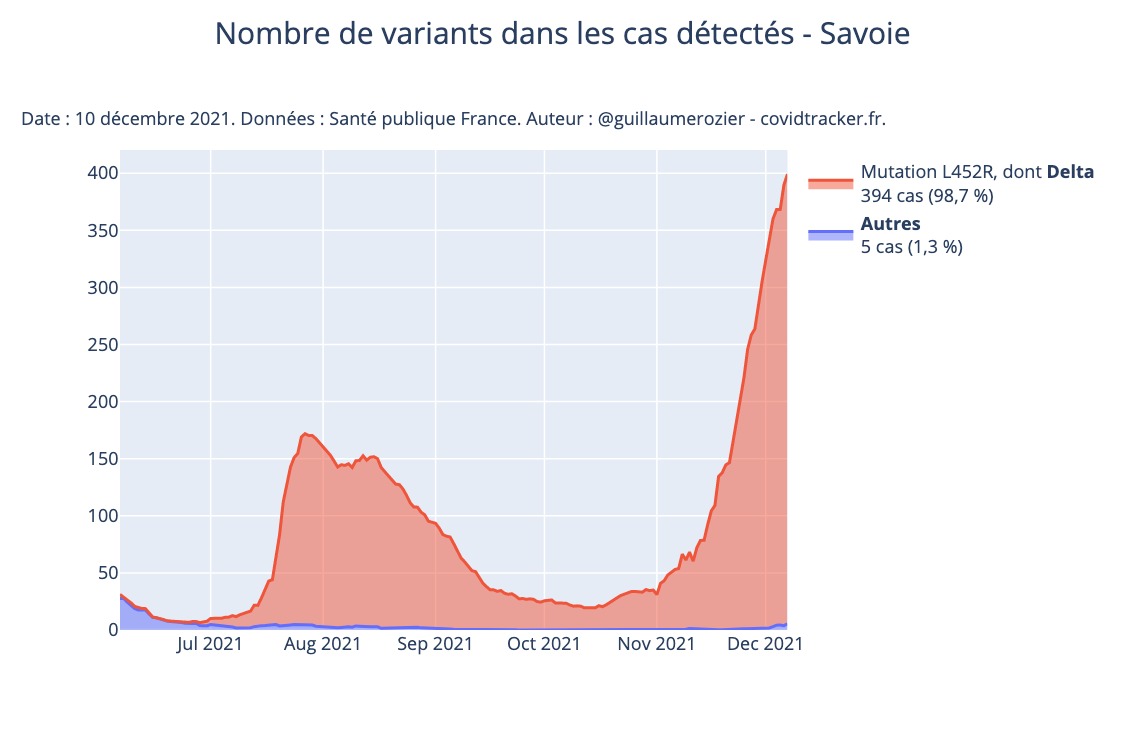 Nombre de variants dans les cas détectés - Savoie
Date : 10 décembre 2021. Données : Santé publique France. Auteur : @guillaumerozier - covidtracker.fr.
400
350
300
250
200
150
100
50
0
Jul 2021
Aug 2021
Sep 2021
Oct 2021
Nov 2021
Dec 2021
Mutation L452R, dont Delta
394 cas (98,7 %)
Autres
5 cas (1,3 %)